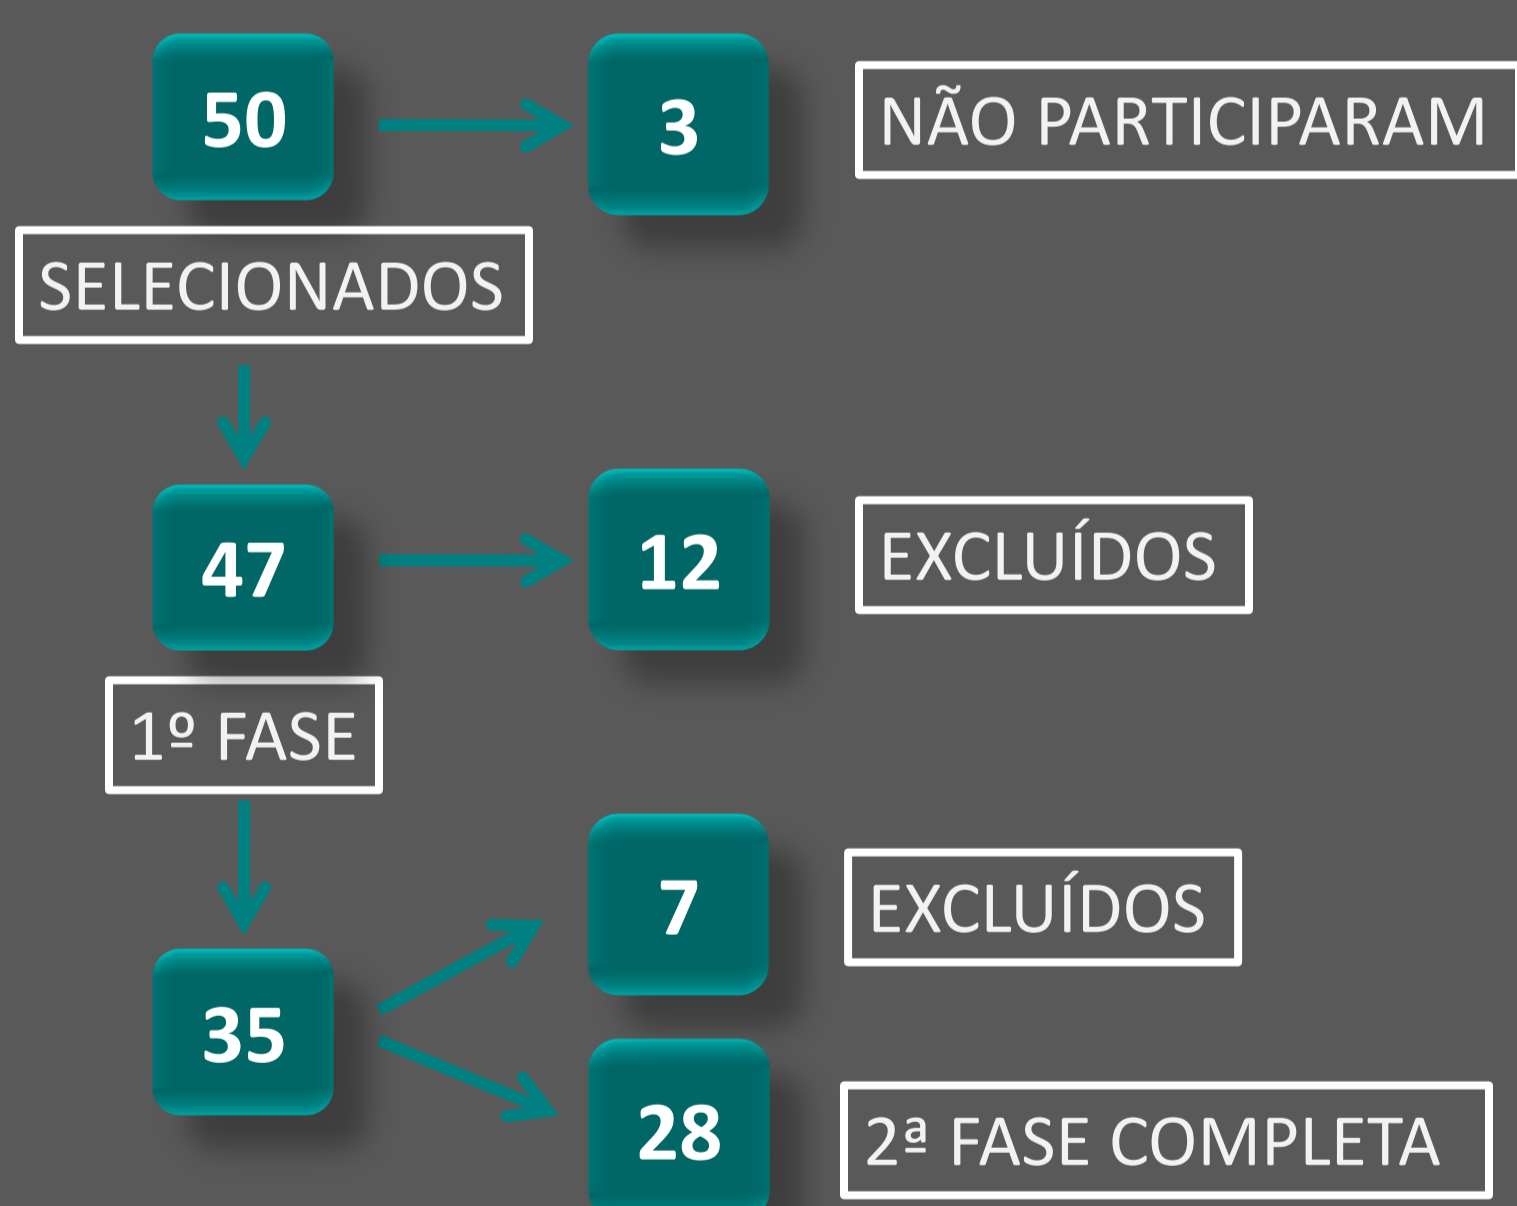 50
3
NÃO PARTICIPARAM
SELECIONADOS
47
12
EXCLUÍDOS
1º FASE
7
EXCLUÍDOS
35
28
2ª FASE COMPLETA